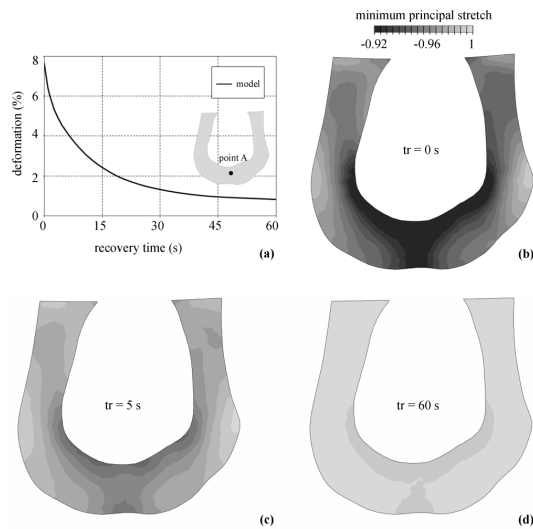 deformation (%)
8
6
4
2
0
model
point A
0 15 30 45 60
recovery time (s)
(a)
minimum principal stretch
-0.92 -0.96 1
tr = 0 s
(b)
tr = 5 s
(c)
tr = 60 s
(d)